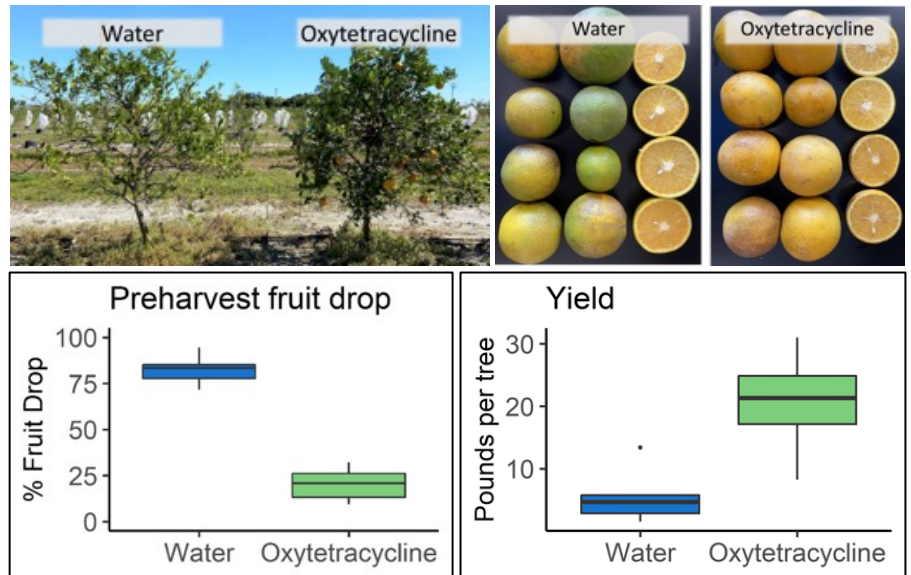 Water
Oxytetracycline
Water
Oxytetracycline
Preharvest fruit drop
% Fruit Drop
100
75
50
25
0
Water
Oxytetracycline
Yield
Pounds per tree
30
20
10
Water
Oxytetracycline